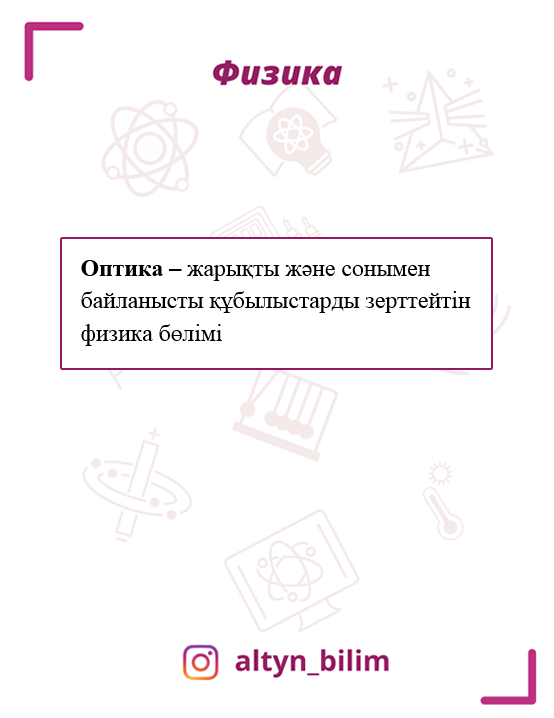 Физика
Оптика – жарықты және сонымен
байланысты құбылыстарды зерттейтін
физика бөлімі
altyn_bilim